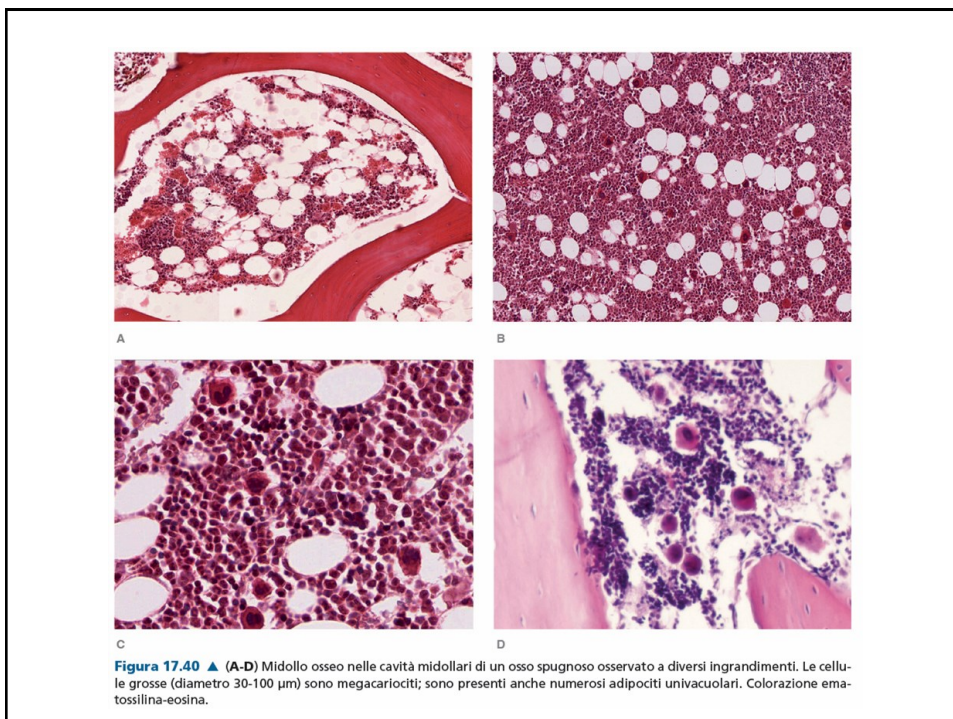 A
B
C
D
Figura 17.40 ▲ (A-D) Midollo osseo nelle cavità midollari di un osso spugnoso osservato a diversi ingrandimenti. Le cellu-
le grosse (diametro 30-100 µm) sono megacariociti; sono presenti anche numerosi adipociti univacuolari. Colorazione ema-
tossilina-eosina.